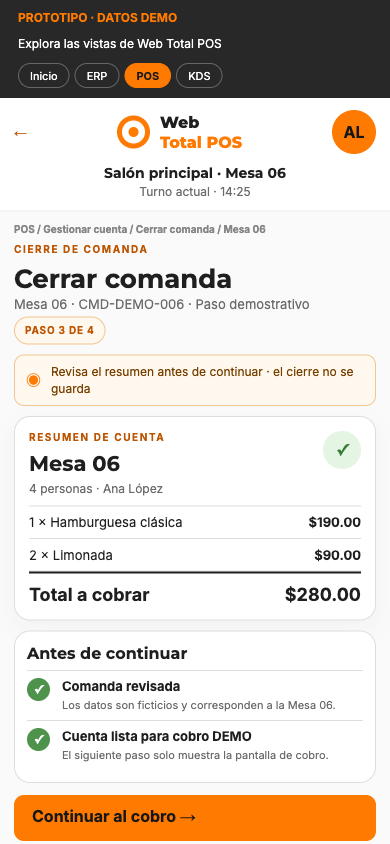 PROTOTIPO · DATOS DEMO
Explora las vistas de Web Total POS
Inicio
ERP
POS
KDS
←
Web
Total POS
AL
Salón principal · Mesa 06
Turno actual · 14:25
POS / Gestionar cuenta / Cerrar comanda / Mesa 06
CIERRE DE COMANDA
Cerrar comanda
Mesa 06 · CMD-DEMO-006 · Paso demostrativo
PASO 3 DE 4
Revisa el resumen antes de continuar · el cierre no se
guarda
RESUMEN DE CUENTA
Mesa 06
4 personas · Ana López
1 × Hamburguesa clásica $190.00
2 × Limonada $90.00
Total a cobrar $280.00
Antes de continuar
Comanda revisada
Los datos son ficticios y corresponden a la Mesa 06.
Cuenta lista para cobro DEMO
El siguiente paso solo muestra la pantalla de cobro.
Continuar al cobro →